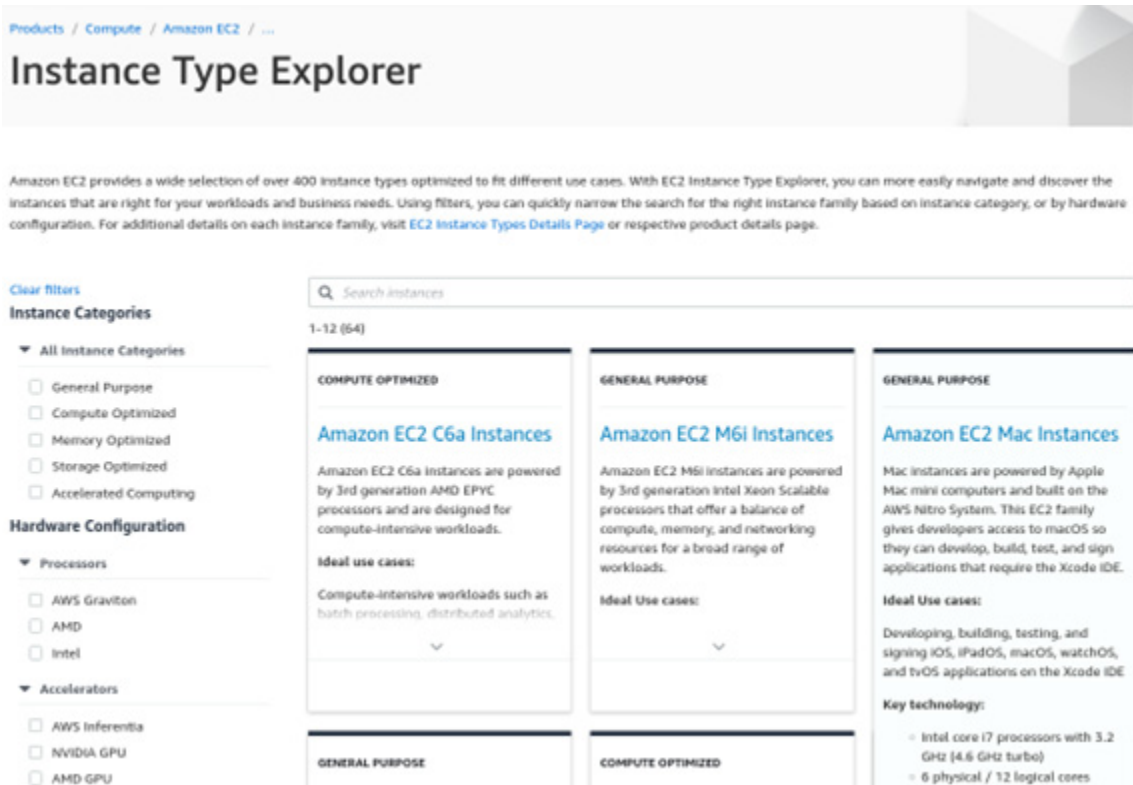 Products / Compute / Amazon EC2 / ...
Instance Type Explorer
Amazon EC2 provides a wide selection of over 400 instance types optimized to fit different use cases. With EC2 Instance Type Explorer, you can more easily navigate and discover the
instances that are right for your workloads and business needs. Using filters, you can quickly narrow the search for the right instance family based on instance category, or by hardware
configuration. For additional details on each instance family, visit EC2 Instance Types Details Page or respective product details page.
Clear filters
Instance Categories
All Instance Categories
General Purpose
Compute Optimized
Memory Optimized
Storage Optimized
Accelerated Computing
Hardware Configuration
Processors
AWS Graviton
AMD
Intel
Accelerators
AWS Inferentia
NVIDIA GPU
AMD GPU
Search instances
1-12 (64)
COMPUTE OPTIMIZED
Amazon EC2 C6a Instances
Amazon EC2 C6a instances are powered
by 3rd generation AMD EPYC
processors and are designed for
compute-intensive workloads.
Ideal use cases:
Compute-intensive workloads such as
batch processing, distributed analytics,
GENERAL PURPOSE
Amazon EC2 M6i Instances
Amazon EC2 M6i instances are powered
by 3rd generation Intel Xeon Scalable
processors that offer a balance of
compute, memory, and networking
resources for a broad range of
workloads.
Ideal Use cases:
GENERAL PURPOSE
Amazon EC2 Mac Instances
Mac instances are powered by Apple
Mac mini computers and built on the
AWS Nitro System. This EC2 family
gives developers access to macOS so
they can develop, build, test, and sign
applications that require the Xcode IDE.
Ideal Use cases:
Developing, building, testing, and
signing iOS, iPadOS, macOS, watchOS,
and tvOS applications on the Xcode IDE
Key technology:
Intel core i7 processors with 3.2
GHz (4.6 GHz turbo)
6 physical / 12 logical cores
GENERAL PURPOSE
COMPUTE OPTIMIZED